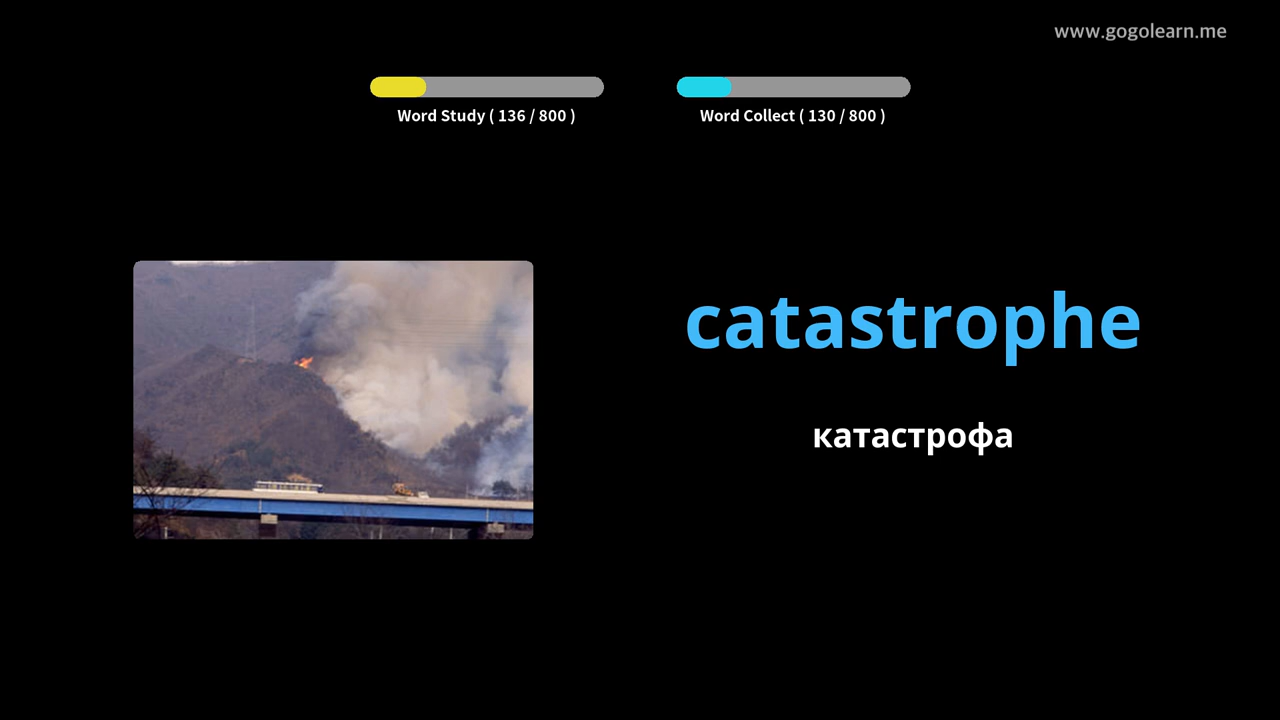 www.gogolearn.me
Word Study ( 136 / 800 )
Word Collect ( 130 / 800 )
catastrophe
катастрофа